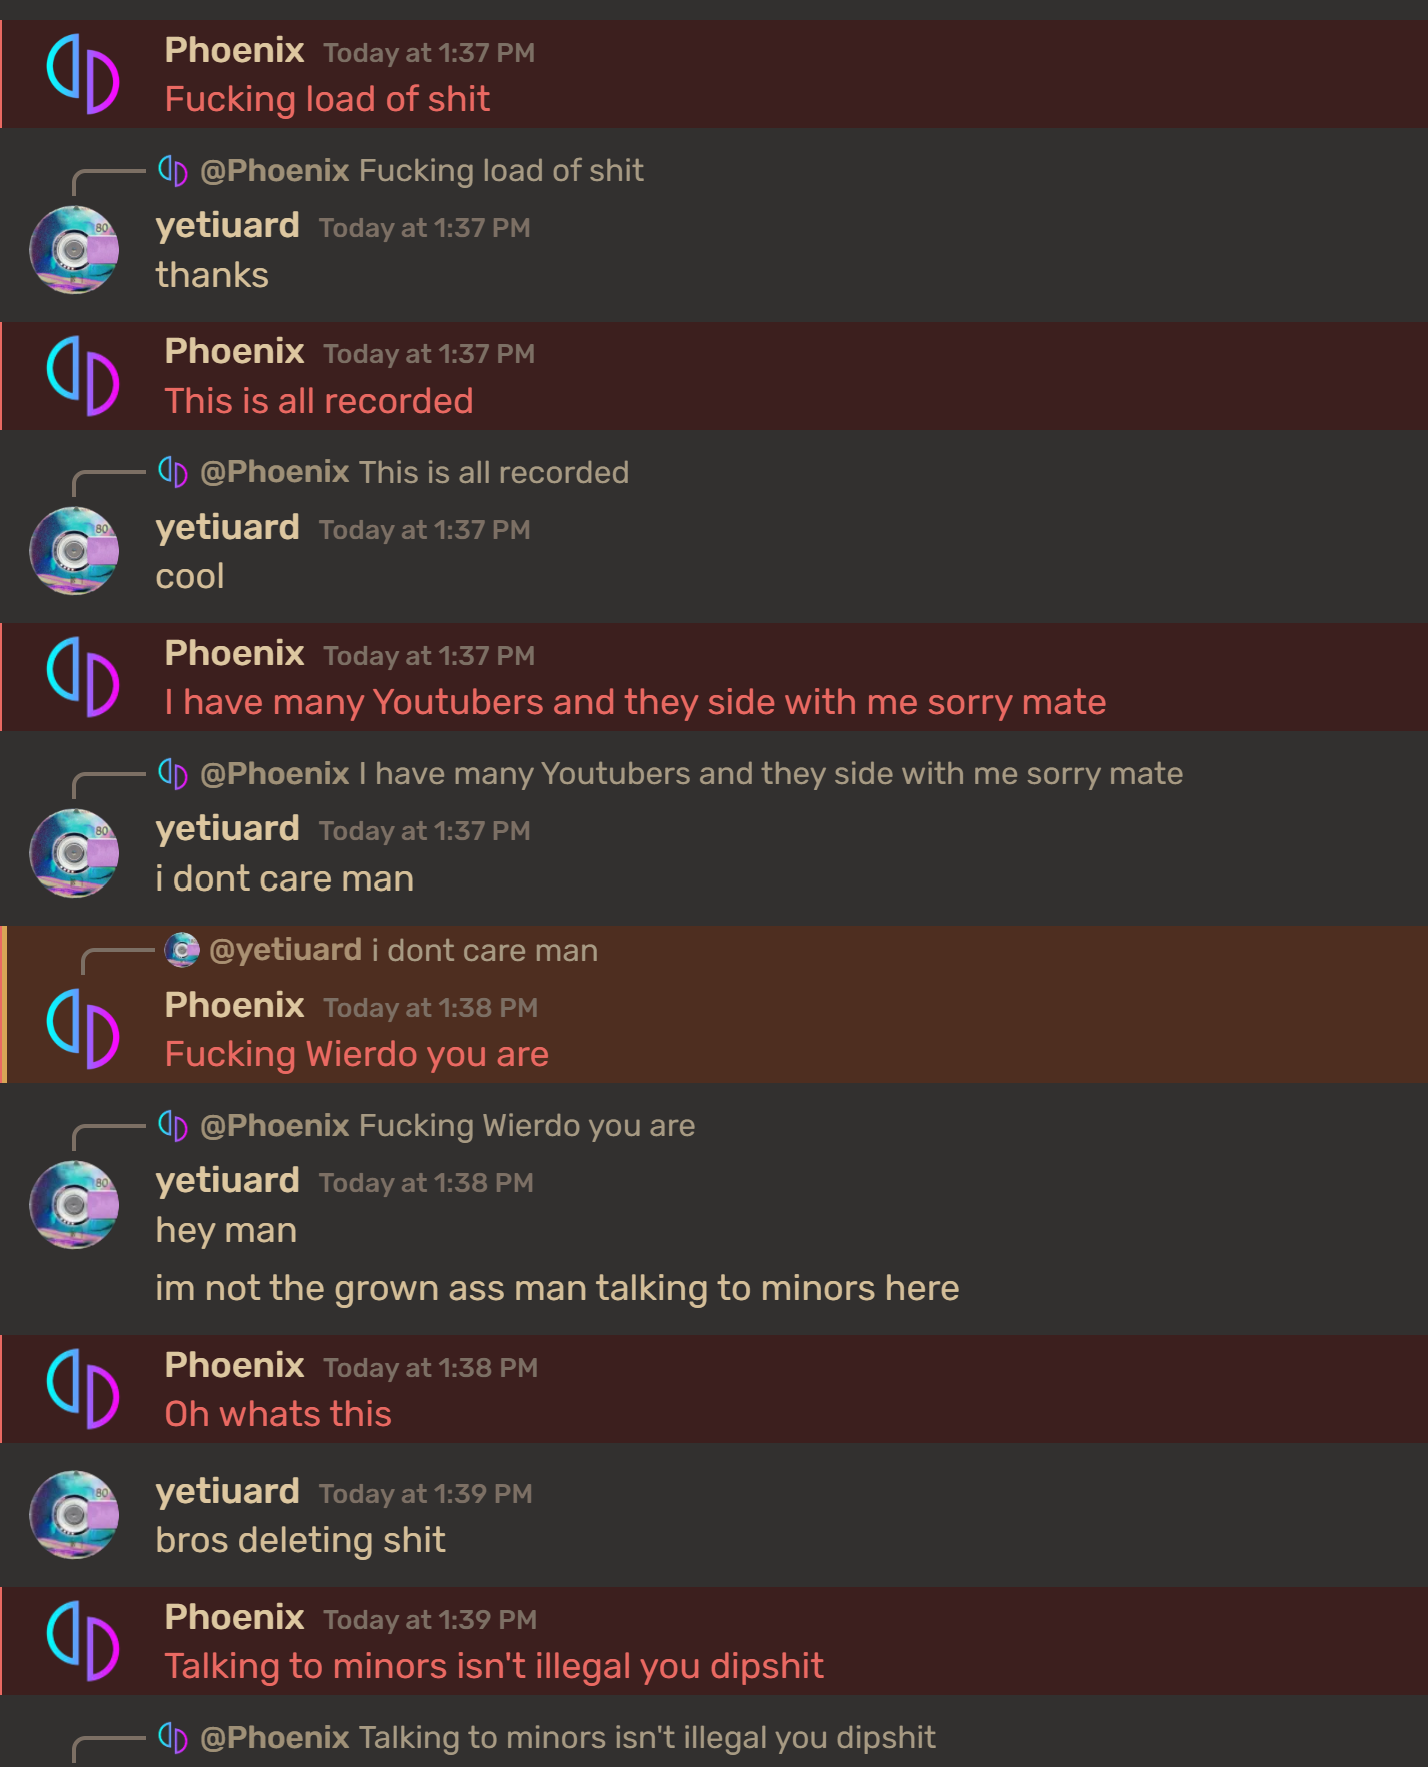 Phoenix Today at 1:37 PM
Fucking load of shit
@Phoenix Fucking load of shit
yetiuard Today at 1:37 PM
thanks
Phoenix Today at 1:37 PM
This is all recorded
@Phoenix This is all recorded
yetiuard Today at 1:37 PM
cool
Phoenix Today at 1:37 PM
I have many Youtubers and they side with me sorry mate
@Phoenix I have many Youtubers and they side with me sorry mate
yetiuard Today at 1:37 PM
i dont care man
@yetiuard i dont care man
Phoenix Today at 1:38 PM
Fucking Wierdo you are
@Phoenix Fucking Wierdo you are
yetiuard Today at 1:38 PM
hey man
im not the grown ass man talking to minors here
Phoenix Today at 1:38 PM
Oh whats this
yetiuard Today at 1:39 PM
bros deleting shit
Phoenix Today at 1:39 PM
Talking to minors isn't illegal you dipshit
@Phoenix Talking to minors isn't illegal you dipshit